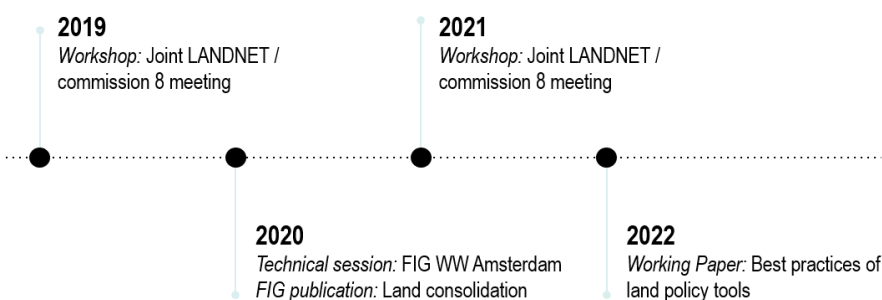 2019
Workshop: Joint LANDNET /
commission 8 meeting
2021
Workshop: Joint LANDNET /
commission 8 meeting
2020
Technical session: FIG WW Amsterdam
FIG publication: Land consolidation
2022
Working Paper: Best practices of
land policy tools